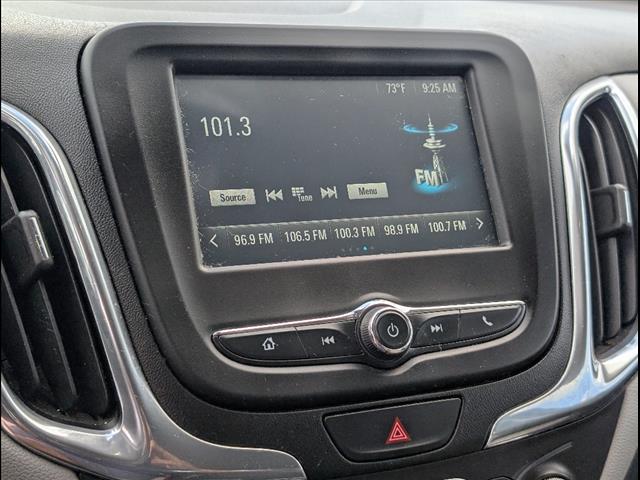 73°F 9:25 AM
101.3
FM
Source Tune Menu
96.9 FM 106.5 FM 100.3 FM 98.9 FM 100.7 FM